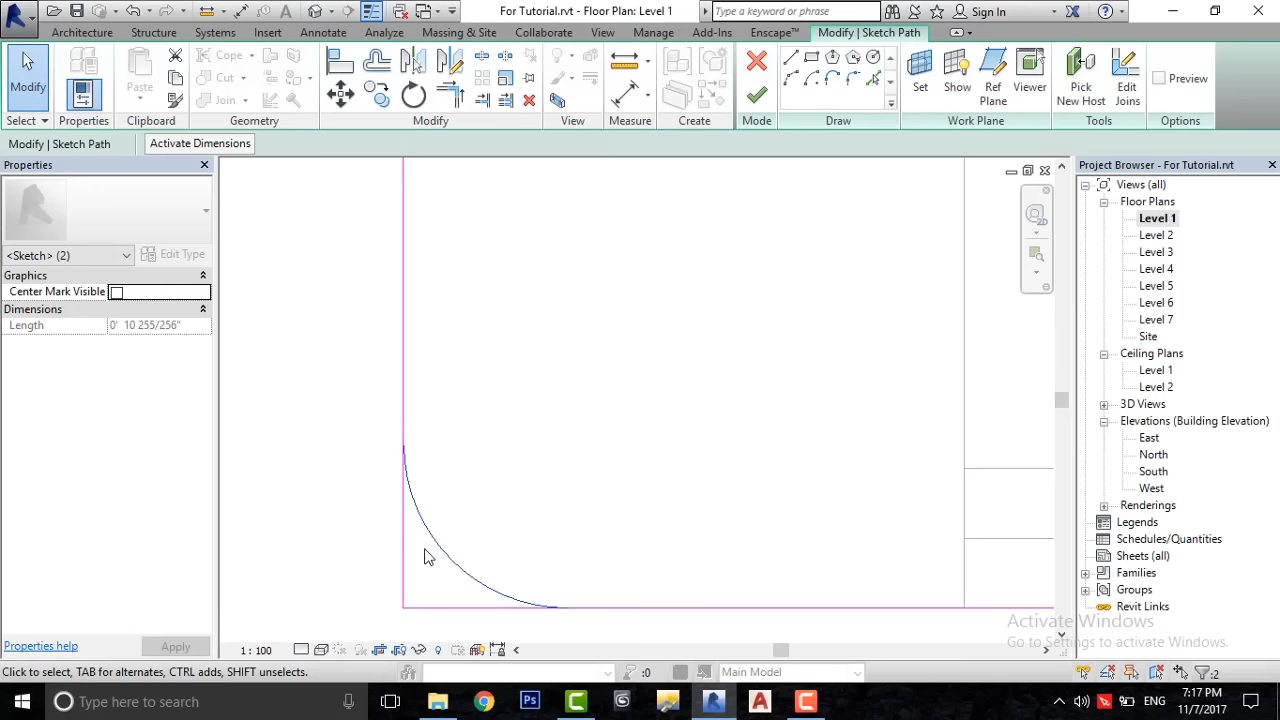 For Tutorial.rvt - Floor Plan: Level 1
Type a keyword or phrase
Sign In
Architecture Structure Systems Insert Annotate Analyze Massing & Site Collaborate View Manage Add-Ins Enscape™ Modify | Sketch Path
Modify
Select
Properties
Paste
Clipboard
Cope
Cut
Join
Geometry
Modify
View
Measure
Create
Mode
Draw
Set
Show
Ref Plane
Viewer
Work Plane
Pick New Host
Edit Joins
Tools
Preview
Options
Modify | Sketch Path
Activate Dimensions
Properties
<Sketch> (2)
Edit Type
Graphics
Center Mark Visible
Dimensions
Length 0' 10 255/256"
Properties help
Apply
2D
Project Browser - For Tutorial.rvt
Views (all)
Floor Plans
Level 1
Level 2
Level 3
Level 4
Level 5
Level 6
Level 7
Site
Ceiling Plans
Level 1
Level 2
3D Views
Elevations (Building Elevation)
East
North
South
West
Renderings
Legends
Schedules/Quantities
Sheets (all)
Families
Groups
Revit Links
Activate Windows
Go to Settings to activate Windows.
1 : 100
Click to select, TAB for alternates, CTRL adds, SHIFT unselects.
:0
Main Model
:2
Type here to search
Ps
ENG
7:17 PM
11/7/2017